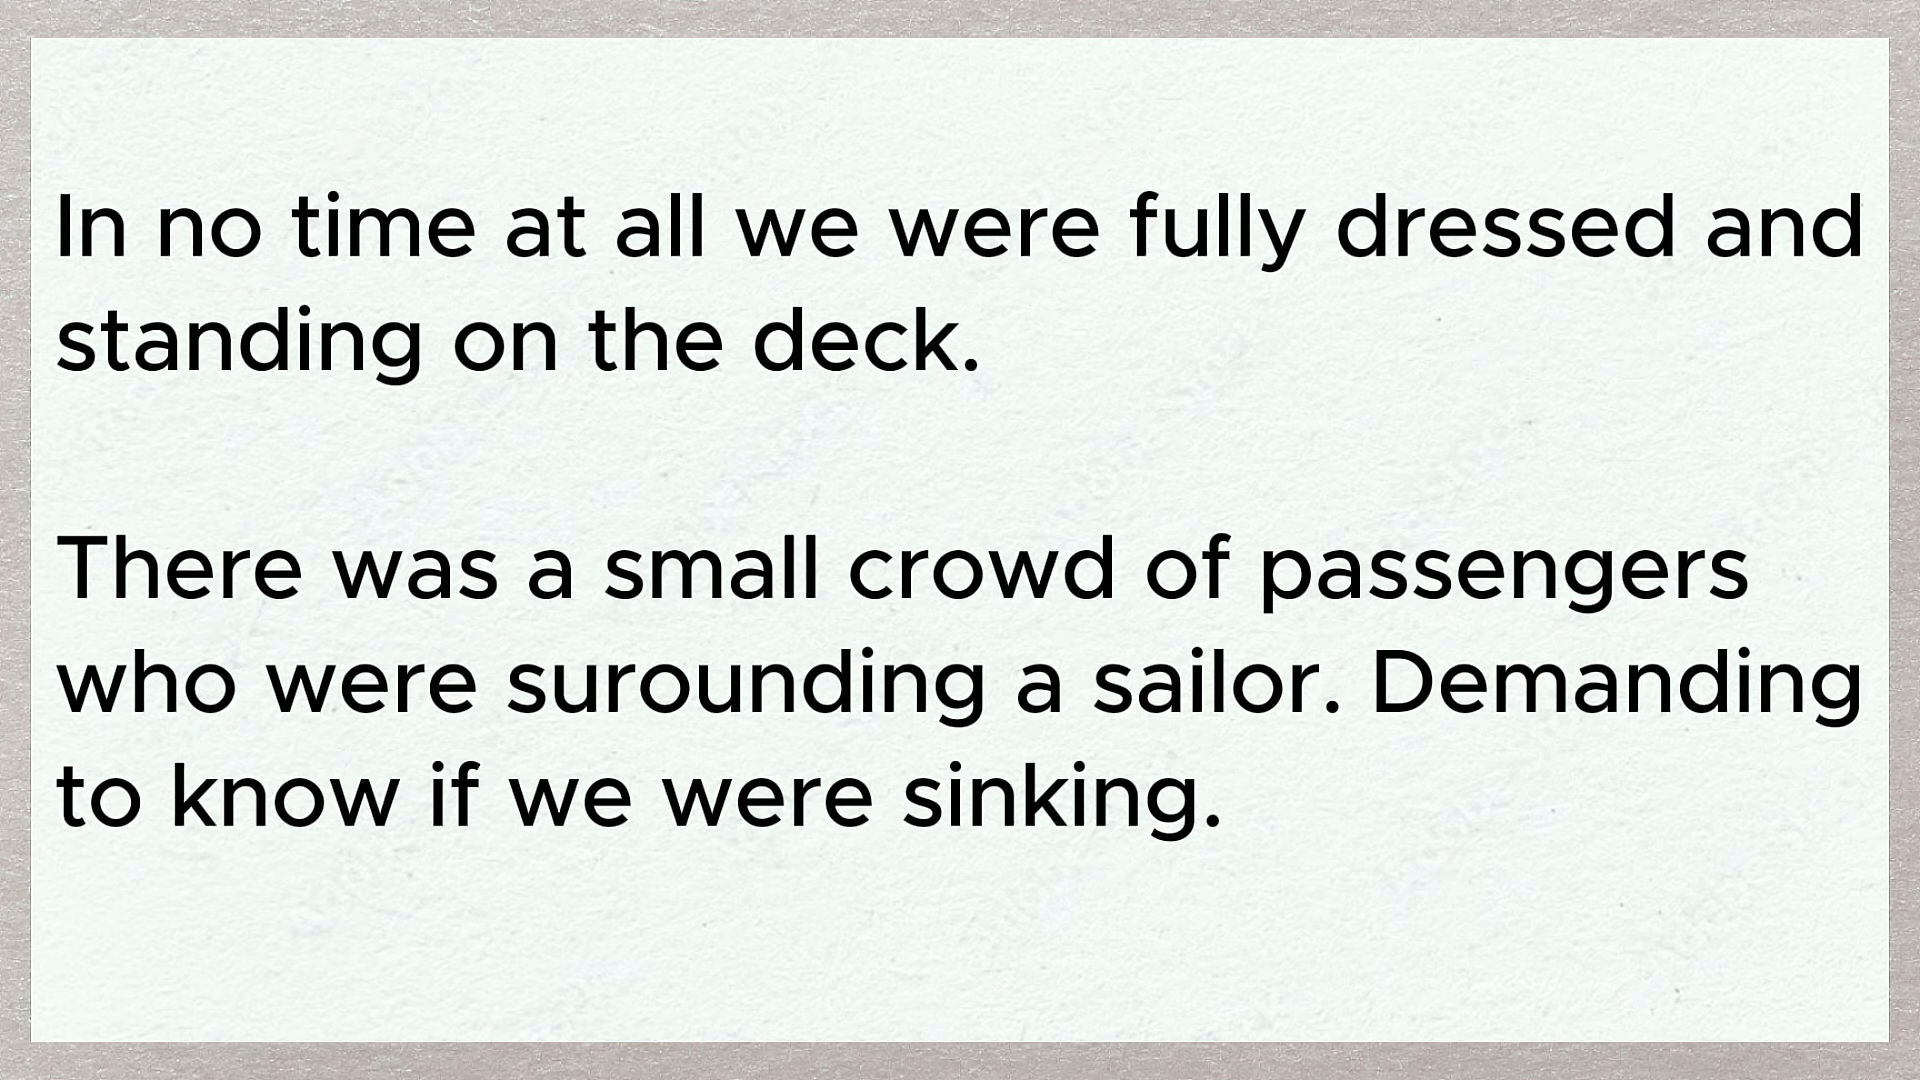 In no time at all we were fully dressed and
standing on the deck.
There was a small crowd of passengers
who were surounding a sailor. Demanding
to know if we were sinking.